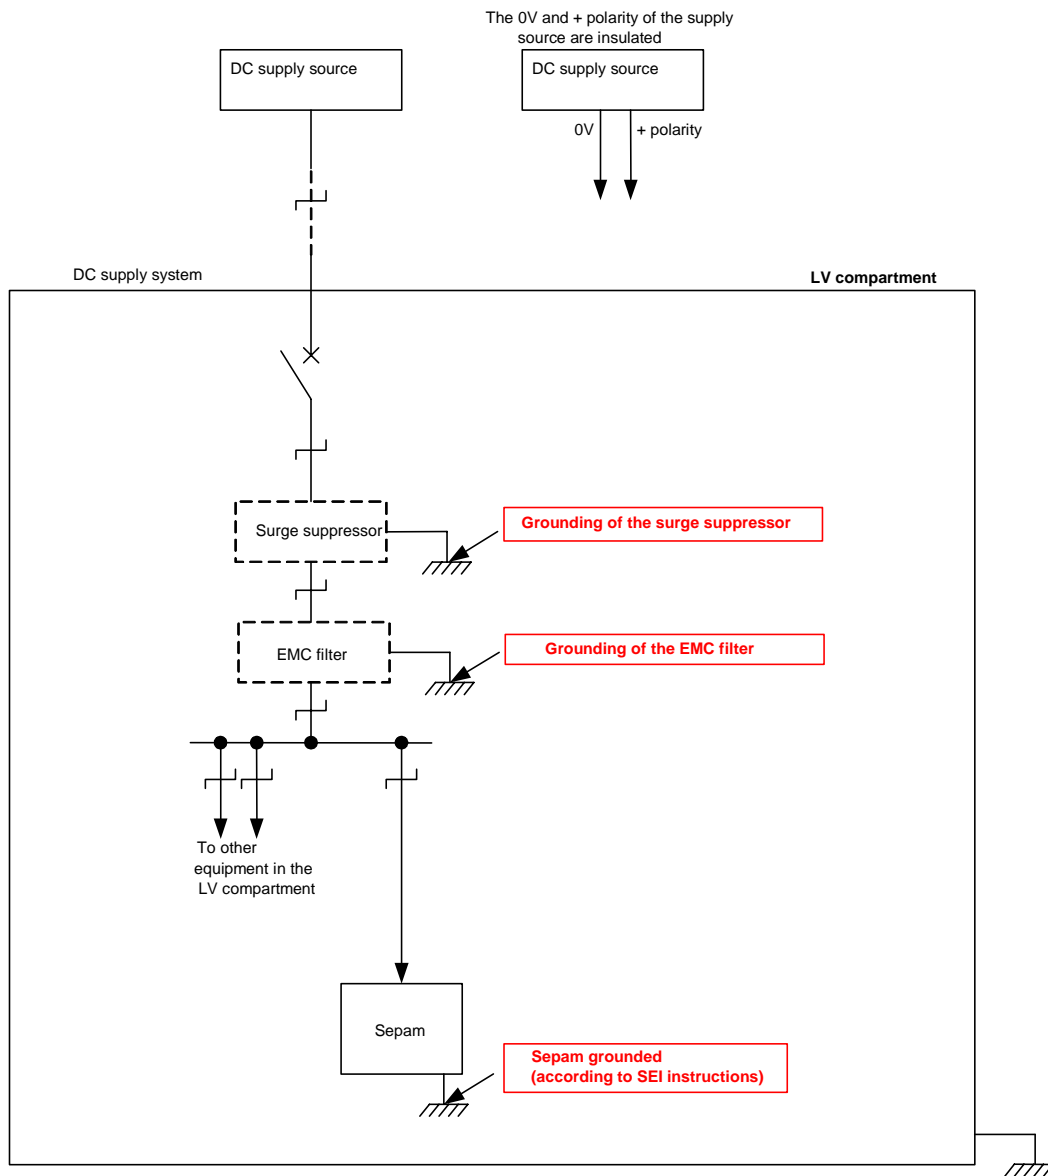 The 0V and + polarity of the supply
source are insulated
DC supply source
DC supply source
0V
+ polarity
DC supply system
LV compartment
Surge suppressor
Grounding of the surge suppressor
EMC filter
Grounding of the EMC filter
To other
equipment in the
LV compartment
Sepam
Sepam grounded
(according to SEI instructions)